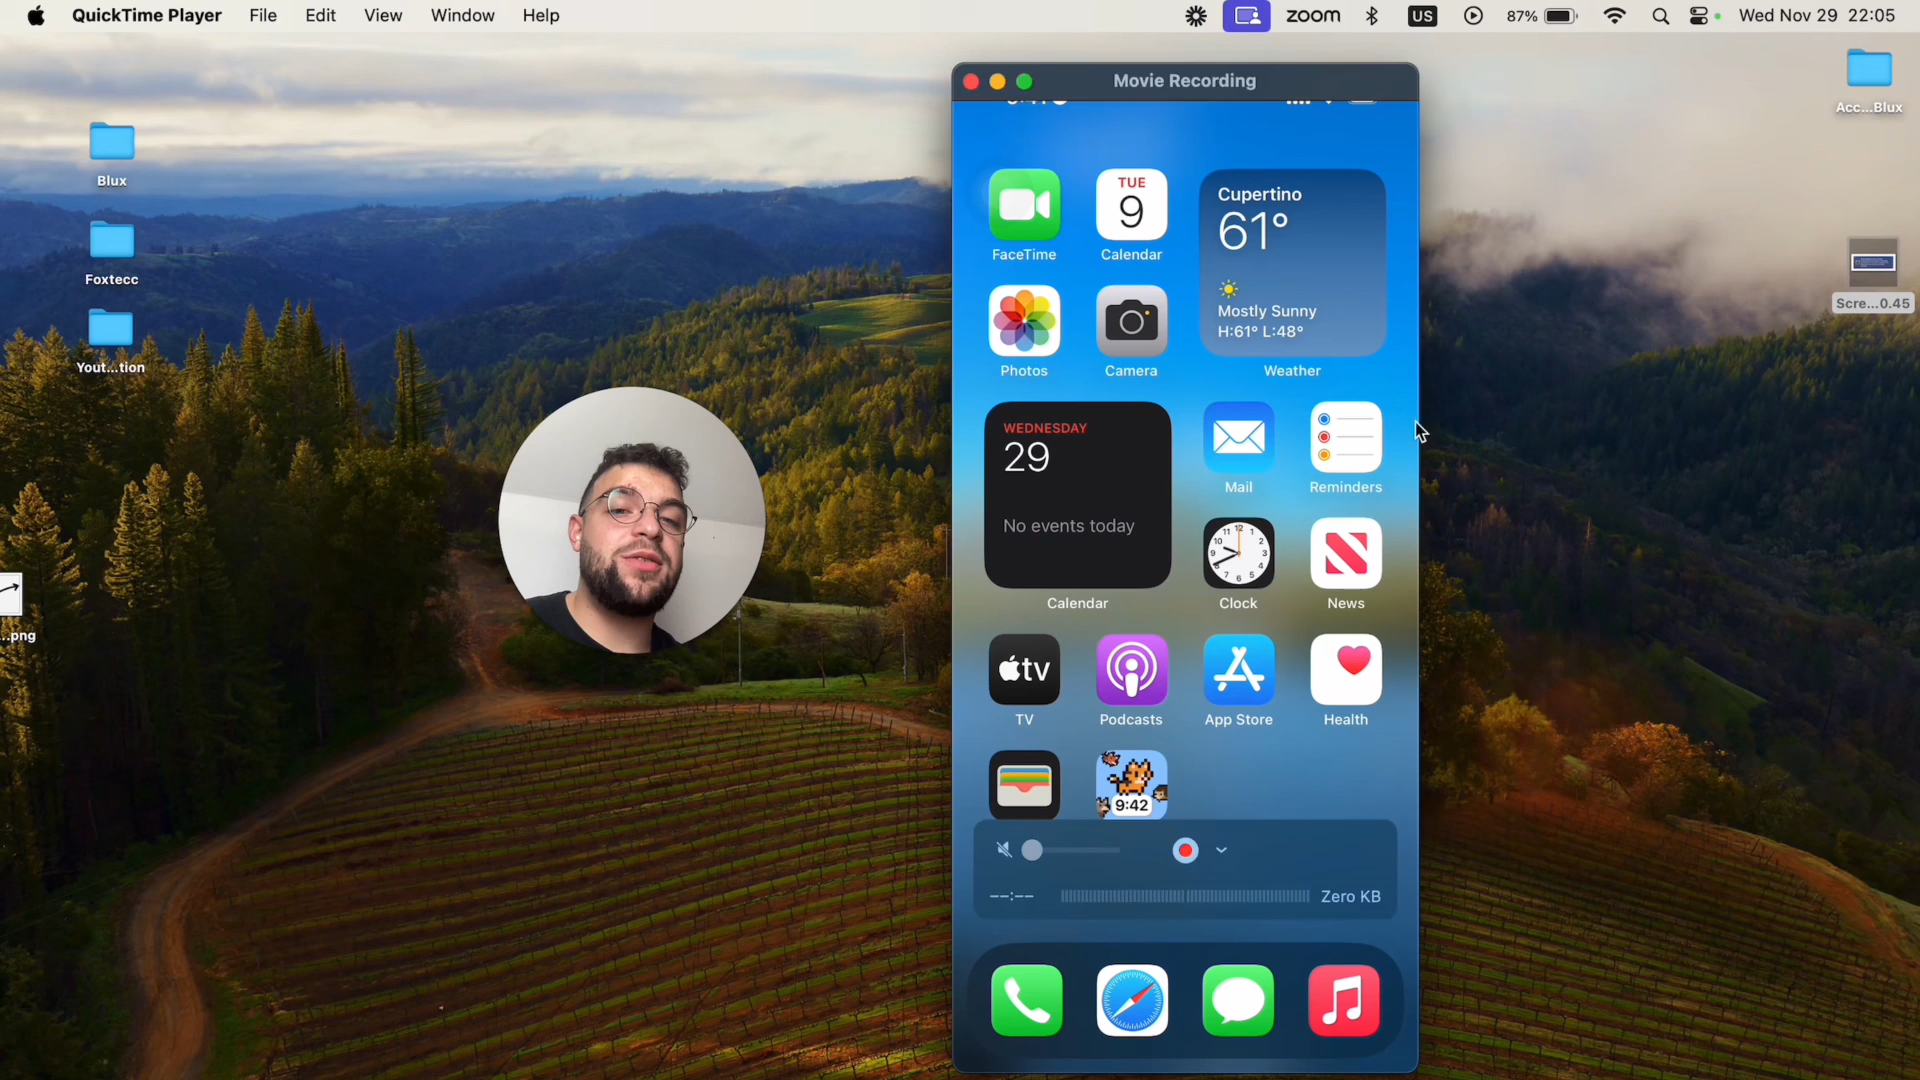 QuickTime Player File Edit View Window Help
zoom US 87% Wed Nov 29 22:05
Movie Recording
Acc...Blux
Blux
Foxtecc
Yout...tion
...png
Scre...0.45
TUE
9
FaceTime
Calendar
Cupertino
61°
Mostly Sunny
H:61° L:48°
Photos
Camera
Weather
WEDNESDAY
29
No events today
Calendar
Mail
Reminders
Clock
News
tv
TV
Podcasts
App Store
Health
9:42
--:--
Zero KB